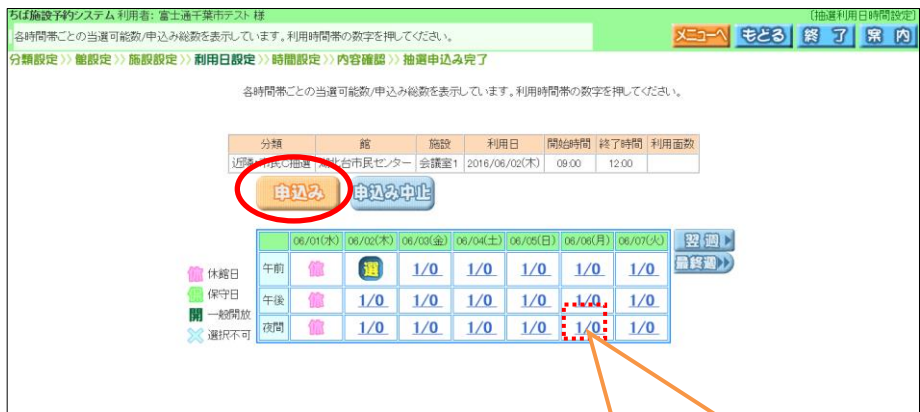 ちば施設予約システム 利用者：富士通千葉市テスト 様
[抽選利用日時間設定]
各時間帯ごとの当選可能数/申込み総数を表示しています。利用時間帯の数字を押してください。
メニューへ もどる 終 了 案 内
分類設定 >> 館設定 >> 施設設定 >> 利用日設定 >> 時間設定 >> 内容確認 >> 抽選申込み完了
各時間帯ごとの当選可能数/申込み総数を表示しています。利用時間帯の数字を押してください。
分類 館 施設 利用日 開始時間 終了時間 利用面数
近隣 抽選 北台市民センター 会議室1 2016/06/02(木) 09:00 12:00
申込み 申込み中止
06/01(水) 06/02(木) 06/03(金) 06/04(土) 06/05(日) 06/06(月) 06/07(火) 翌 週
最終週
午前 休 選 1/0 1/0 1/0 1/0 1/0
午後 休 1/0 1/0 1/0 1/0 1/0 1/0
夜間 休 1/0 1/0 1/0 1/0 1/0 1/0
休館日
保守日
開 一般開放
選択不可